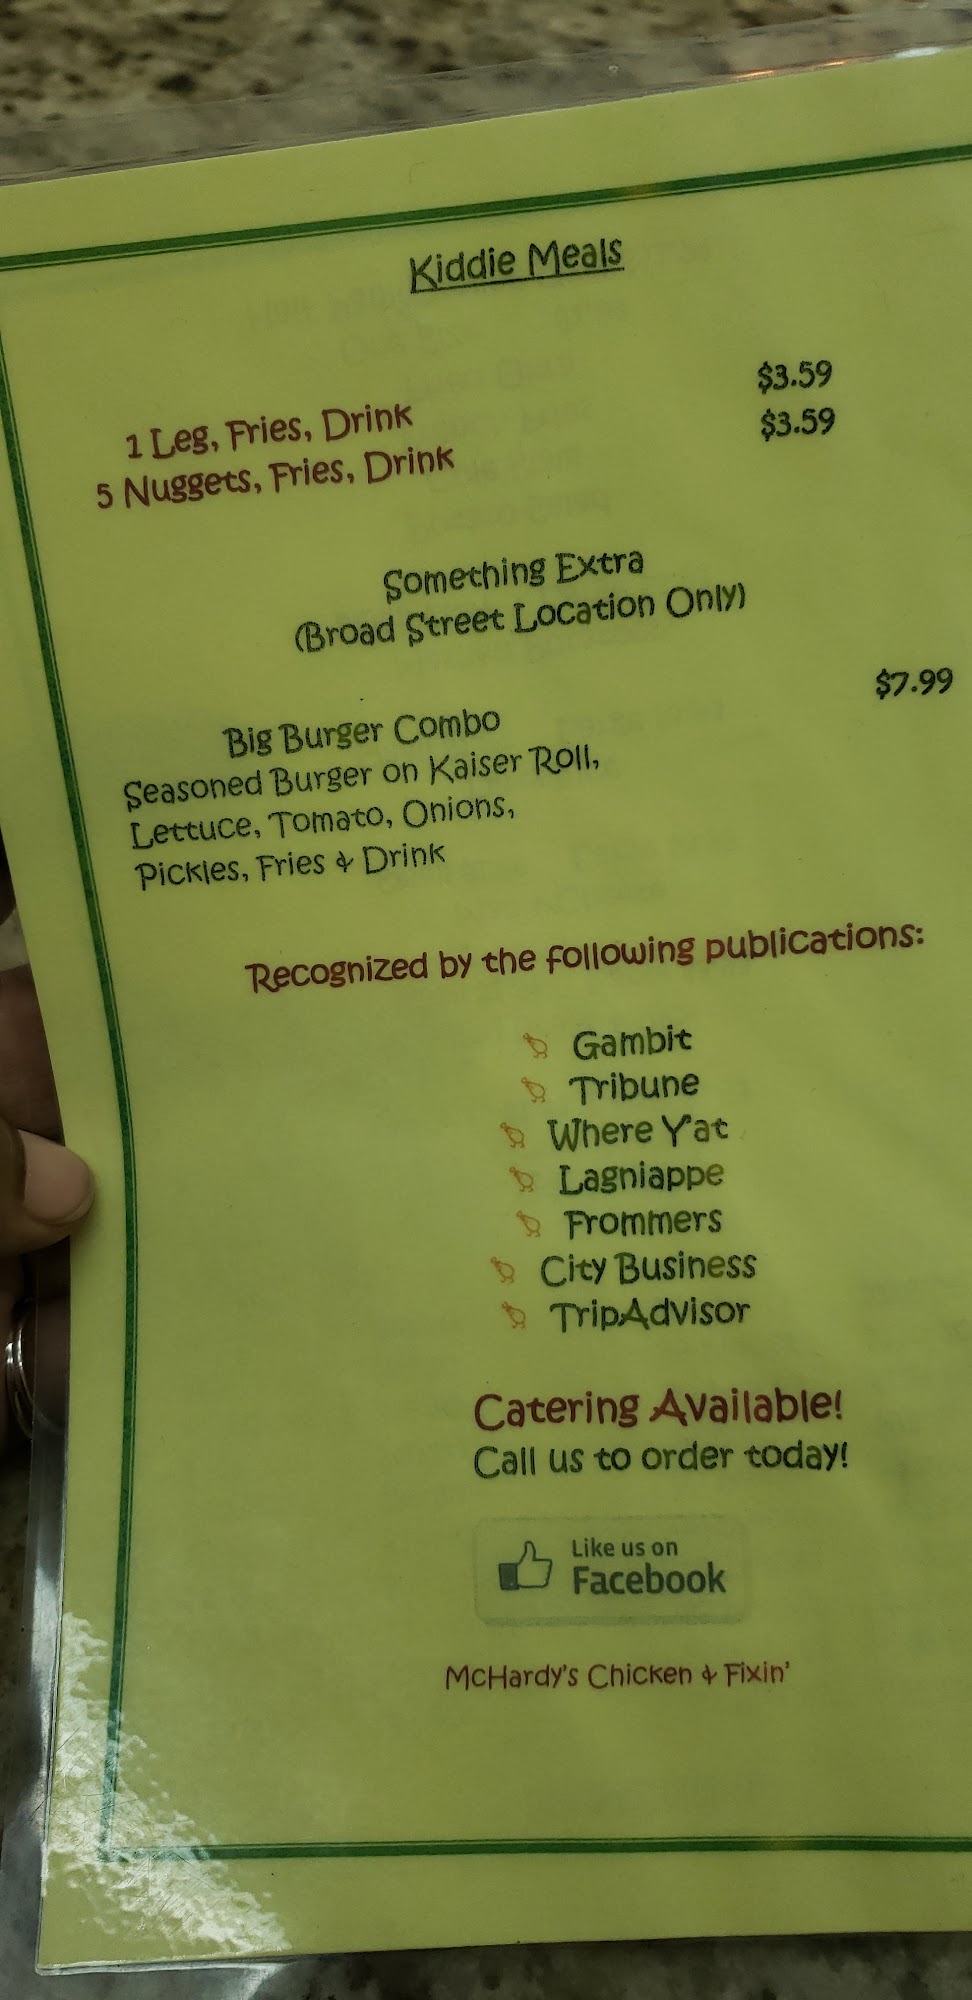 Kiddie Meals
1 Leg, Fries, Drink $3.59
5 Nuggets, Fries, Drink $3.59
Something Extra
(Broad Street Location Only)
Big Burger Combo $7.99
Seasoned Burger on Kaiser Roll,
Lettuce, Tomato, Onions,
Pickles, Fries & Drink
Recognized by the following publications:
Gambit
Tribune
Where Y'at
Lagniappe
Frommers
City Business
TripAdvisor
Catering Available!
Call us to order today!
Like us on
Facebook
McHardy's Chicken & Fixin'